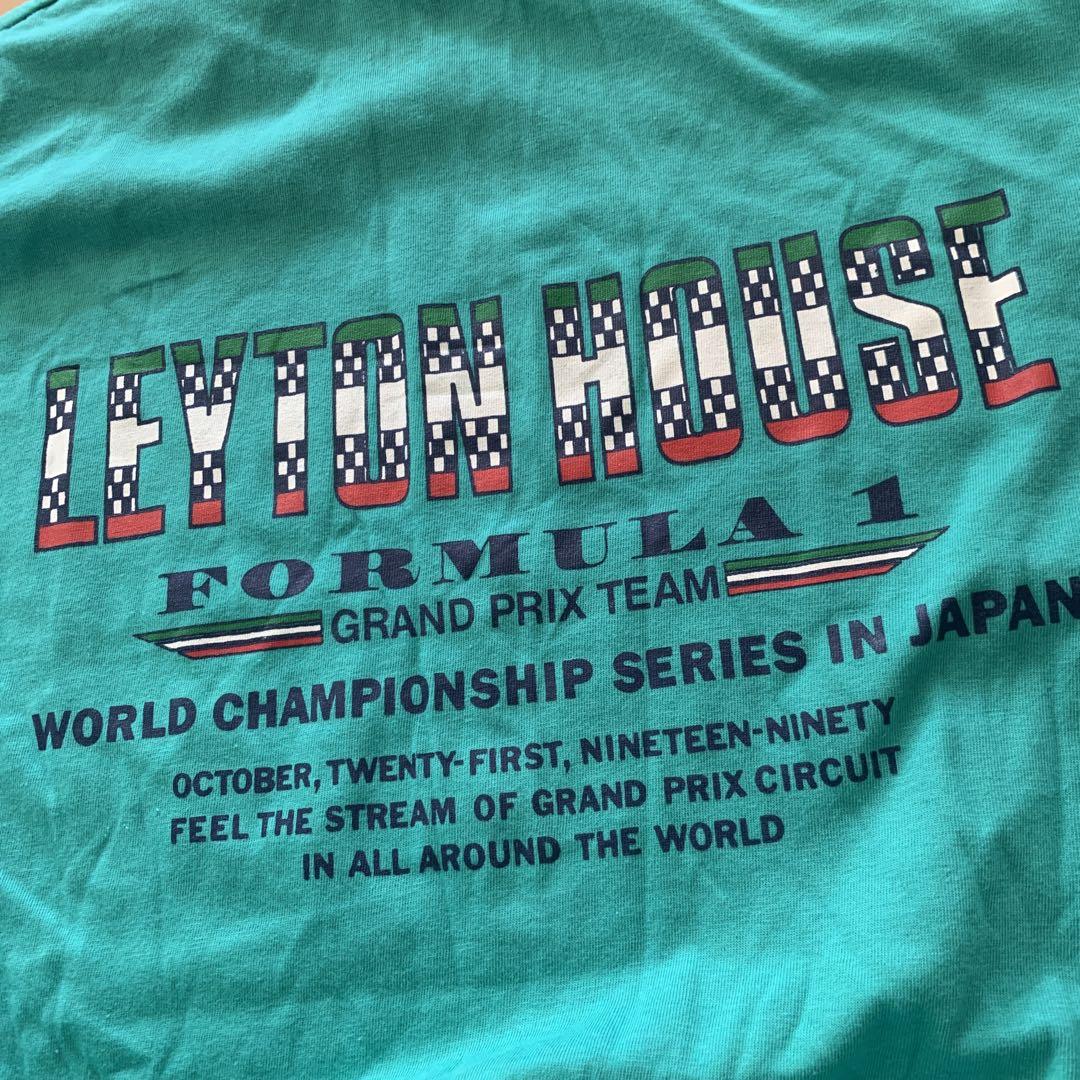 LEYTON HOUSE
FORMULA 1
GRAND PRIX TEAM
WORLD CHAMPIONSHIP SERIES IN JAPAN
OCTOBER, TWENTY-FIRST, NINETEEN-NINETY
FEEL THE STREAM OF GRAND PRIX CIRCUIT
IN ALL AROUND THE WORLD